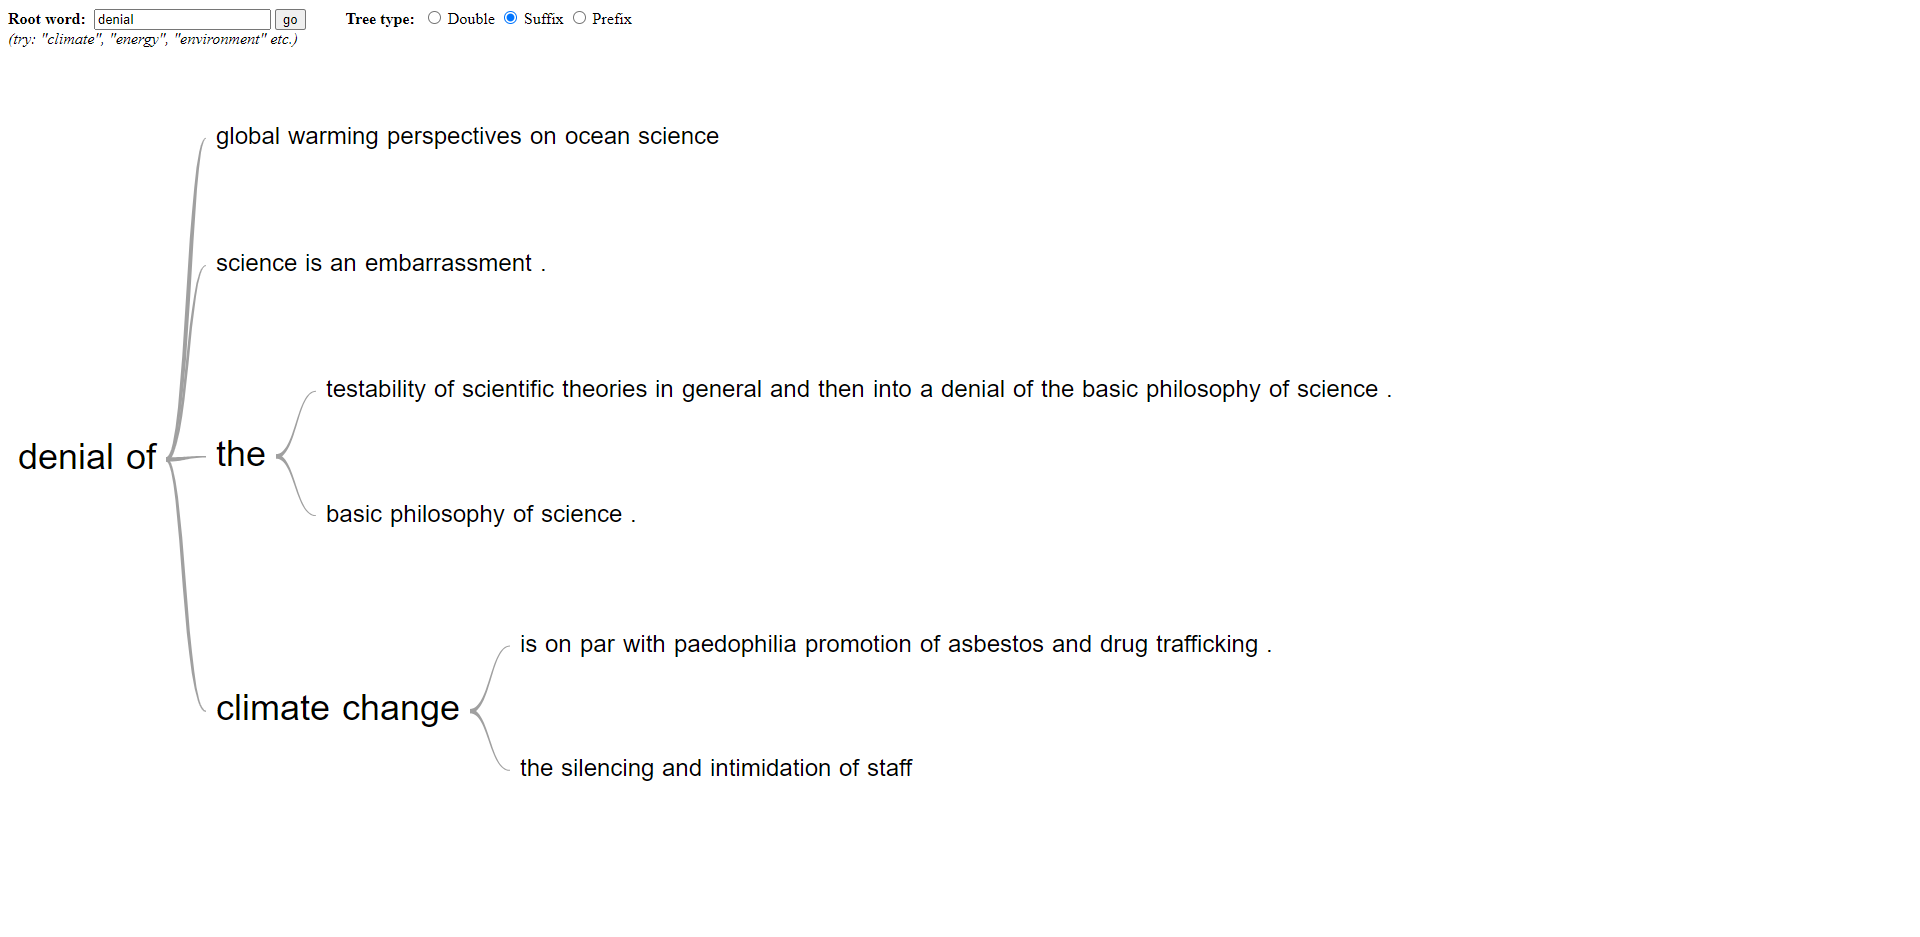 Root word: denial go Tree type: Double Suffix Prefix
(try: "climate", "energy", "environment" etc.)
global warming perspectives on ocean science
science is an embarrassment .
testability of scientific theories in general and then into a denial of the basic philosophy of science .
denial of the
basic philosophy of science .
is on par with paedophilia promotion of asbestos and drug trafficking .
climate change
the silencing and intimidation of staff